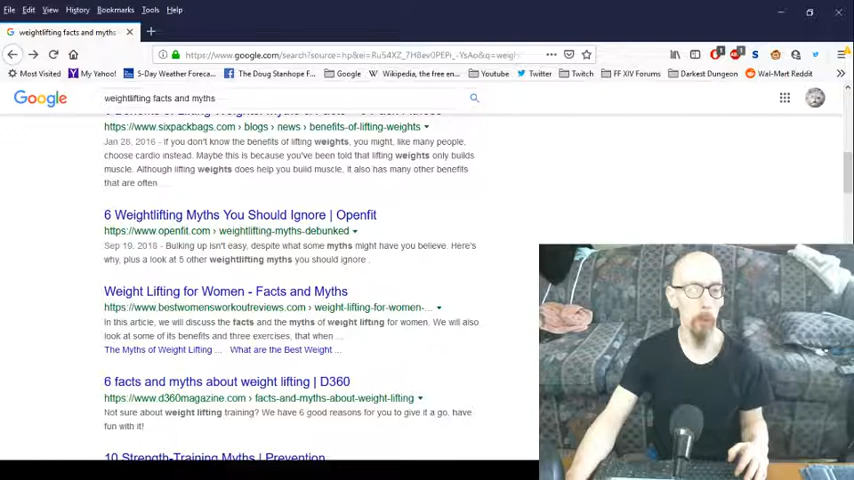 weightlifting facts and myths
File Edit View History Bookmarks Tools Help
Most Visited My Yahoo! 5-Day Weather Foreca... The Doug Stanhope F... Google Wikipedia, the free en... Youtube Twitter Twitch FF XIV Forums Darkest Dungeon Wal-Mart Reddit
Google weightlifting facts and myths
https://www.sixpackbags.com › blogs › news › benefits-of-lifting-weights
Jan 28, 2016 - If you don't know the benefits of lifting weights, you might, like many people,
choose cardio instead. Maybe this is because you've been told that lifting weights only builds
muscle. Although lifting weights does help you build muscle, it also has many other benefits
that are often
6 Weightlifting Myths You Should Ignore | Openfit
https://www.openfit.com › weightlifting-myths-debunked
Sep 19, 2018 - Bulking up isn't easy, despite what some myths might have you believe. Here's
why, plus a look at 5 other weightlifting myths you should ignore.
Weight Lifting for Women - Facts and Myths
https://www.bestwomensworkoutreviews.com › weight-lifting-for-women-...
In this article, we will discuss the facts and the myths of weight lifting for women. We will also
look at some of its benefits and three exercises, that when ...
The Myths of Weight Lifting ... What are the Best Weight ...
6 facts and myths about weight lifting | D360
https://www.d360magazine.com › facts-and-myths-about-weight-lifting
Not sure about weight lifting training? We have 6 good reasons for you to give it a go, have
fun with it!
10 Strength-Training Myths | Prevention